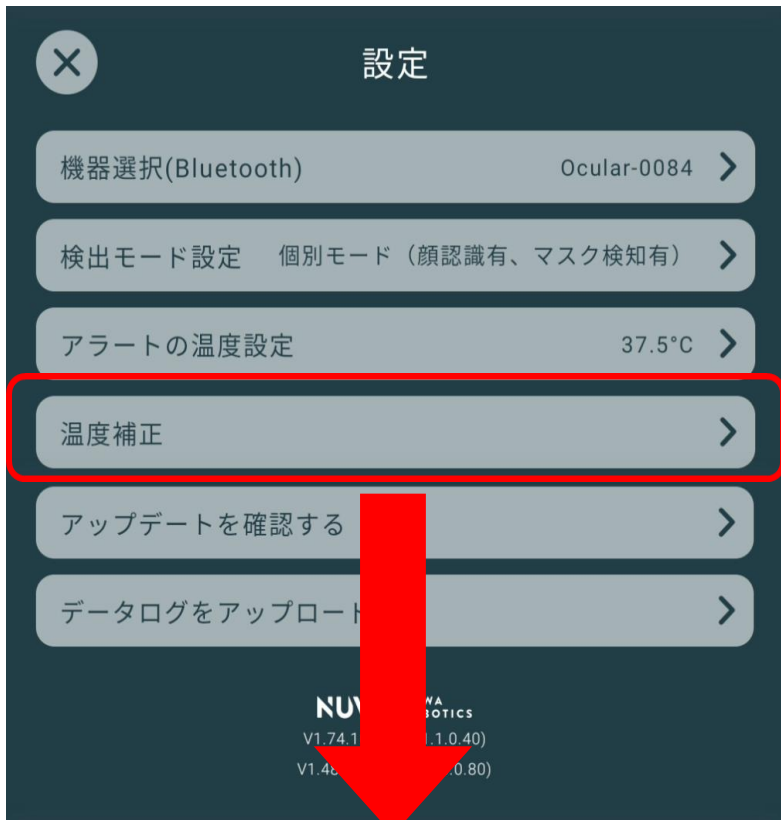 設定
機器選択(Bluetooth) Ocular-0084
検出モード設定 個別モード（顔認識有、マスク検知有）
アラートの温度設定 37.5°C
温度補正
アップデートを確認する
データログをアップロード